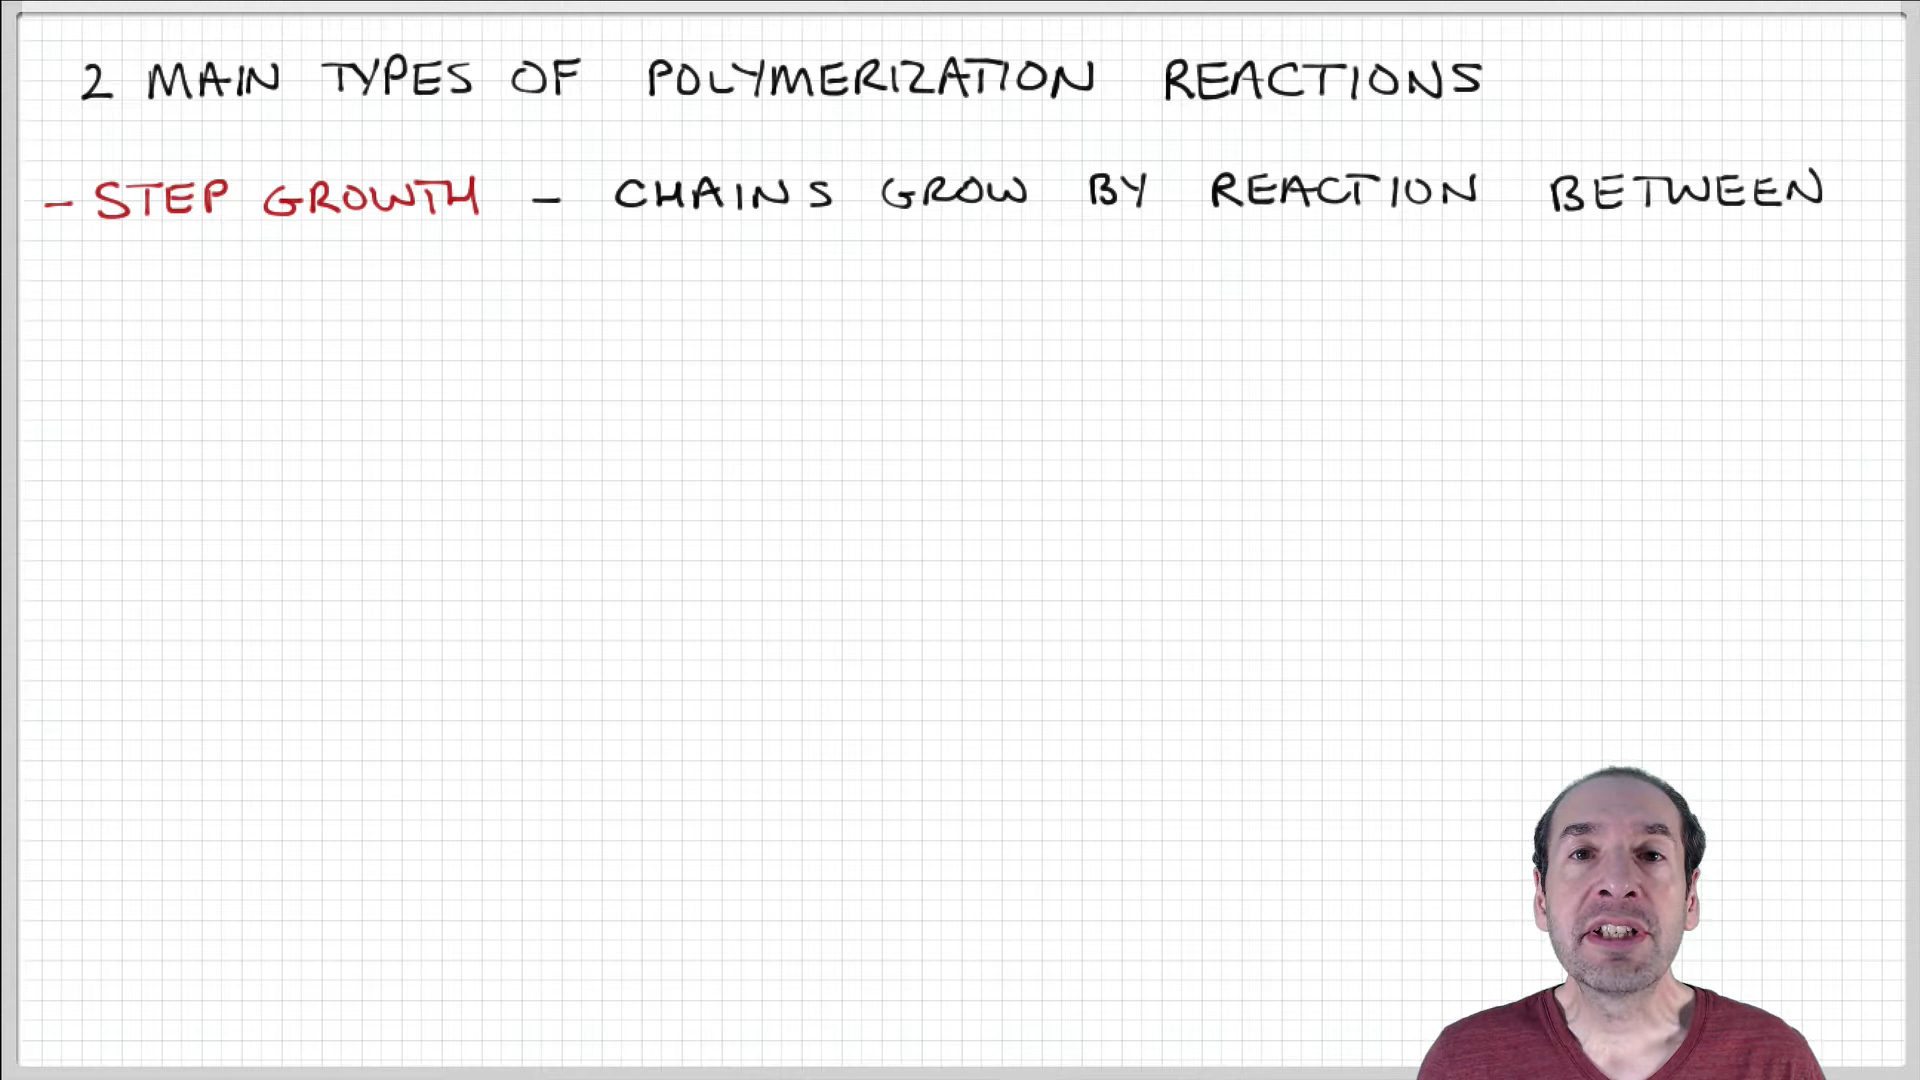 2 MAIN TYPES OF POLYMERIZATION REACTIONS
- STEP GROWTH - CHAINS GROW BY REACTION BETWEEN